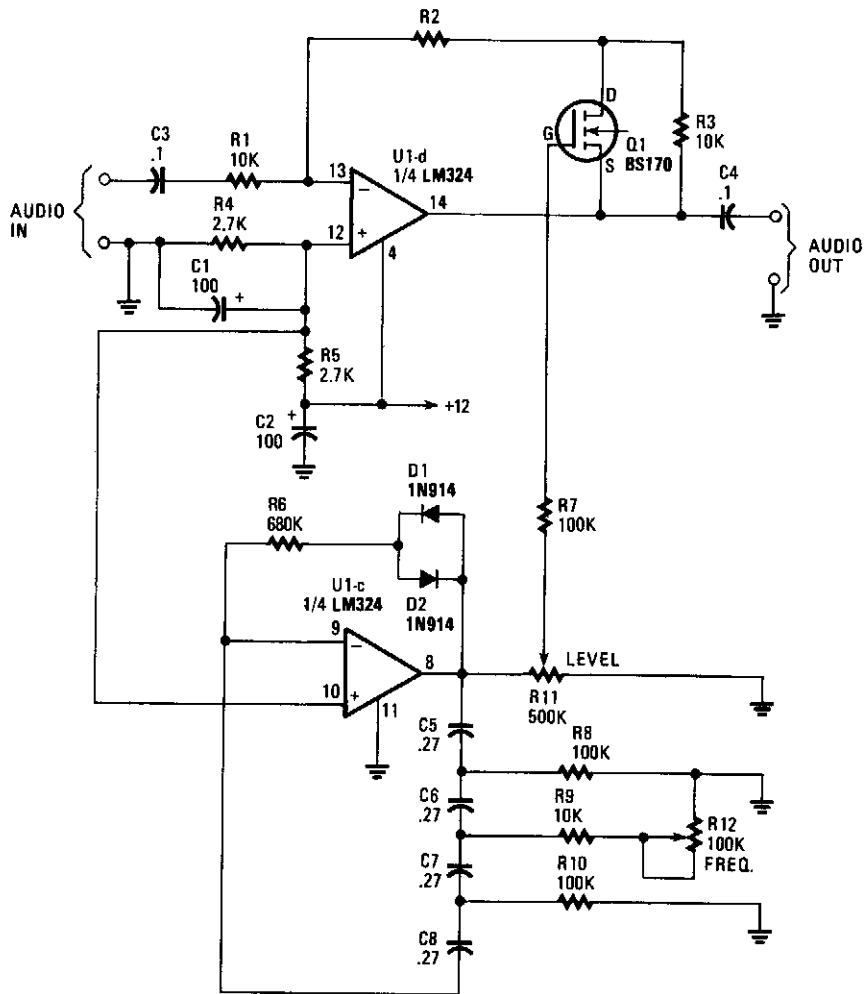 R2
C3
.1
R1
10K
U1-d
1/4 LM324
D
G
S
Q1
BS170
R3
10K
C4
.1
AUDIO
IN
13
−
14
R4
2.7K
12
+
4
AUDIO
OUT
C1
100
+
R5
2.7K
+12
C2
100
+
D1
1N914
R6
680K
R7
100K
D2
1N914
U1-c
1/4 LM324
9
−
8
LEVEL
10
+
11
R11
500K
C5
.27
R8
100K
C6
.27
R9
10K
R12
100K
FREQ.
C7
.27
R10
100K
C8
.27